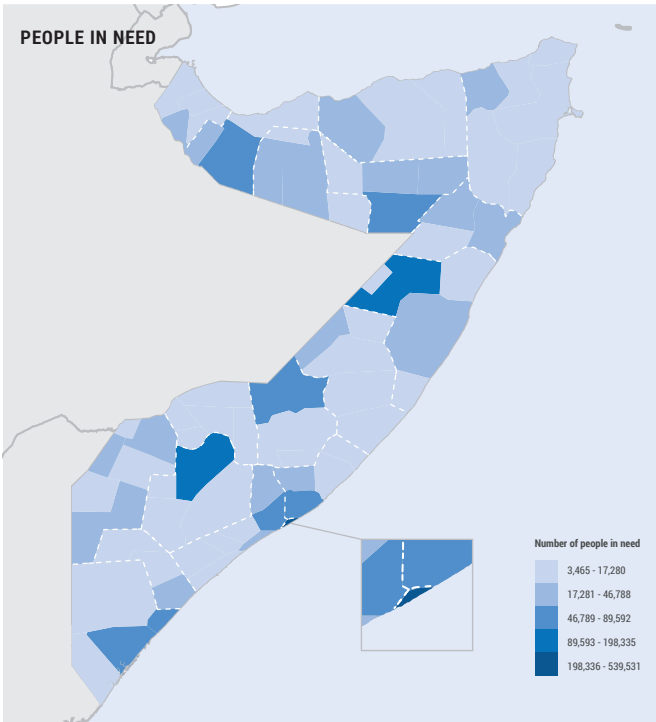 PEOPLE IN NEED
Number of people in need
3,465 - 17,280
17,281 - 46,788
46,789 - 89,592
89,593 - 198,335
198,336 - 539,531